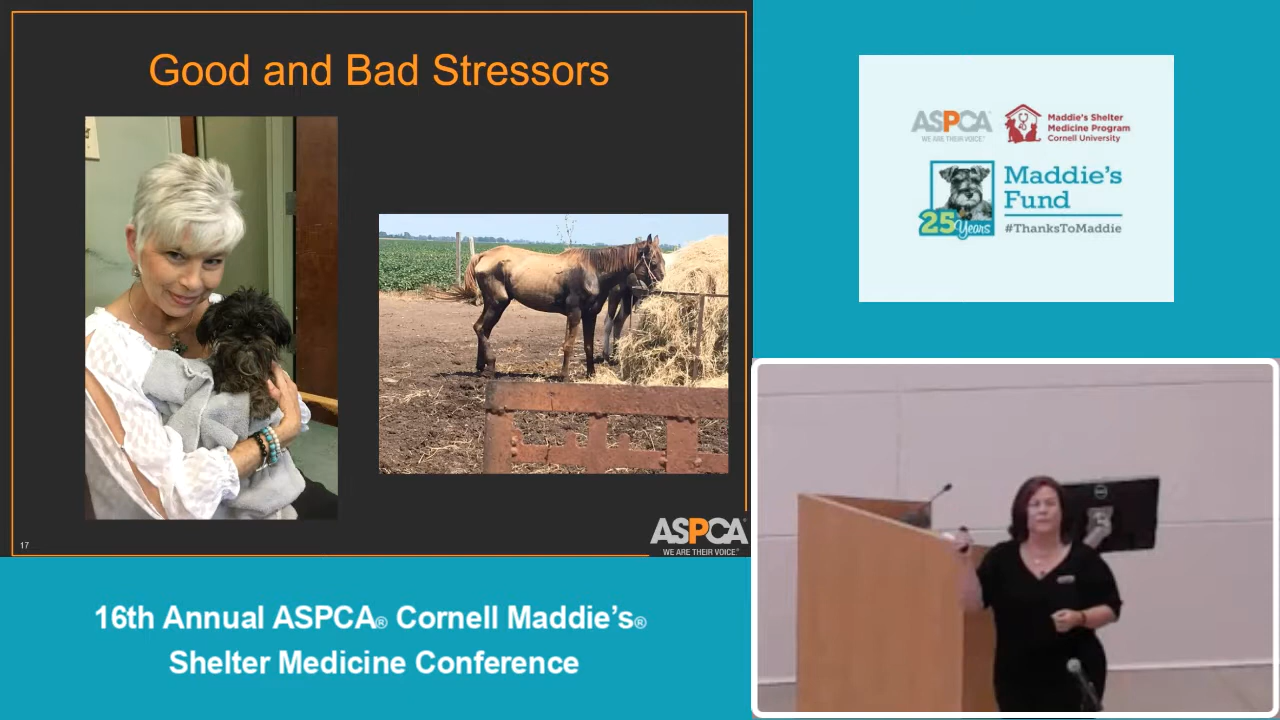 Good and Bad Stressors
17
ASPCA®
WE ARE THEIR VOICE®
16th Annual ASPCA® Cornell Maddie's®
Shelter Medicine Conference
ASPCA®
WE ARE THEIR VOICE®
Maddie's Shelter
Medicine Program
Cornell University
25 Years
Maddie's
Fund
#ThanksToMaddie